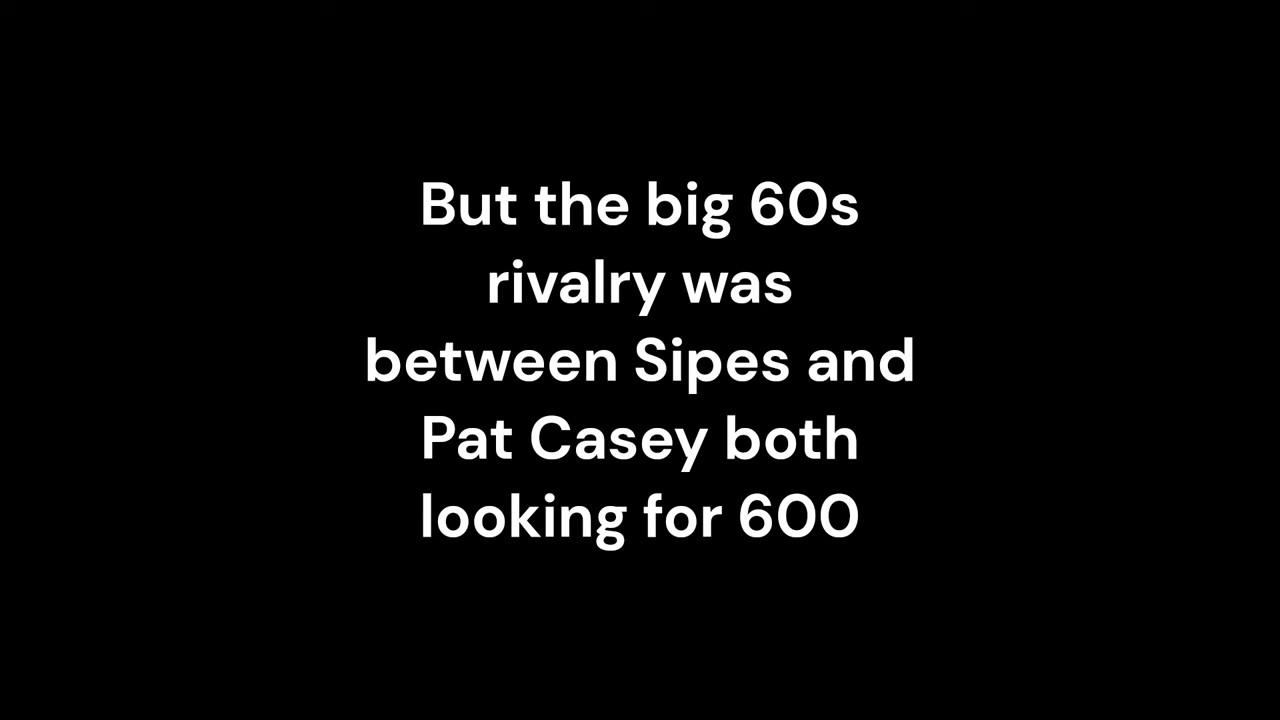 But the big 60s
rivalry was
between Sipes and
Pat Casey both
looking for 600